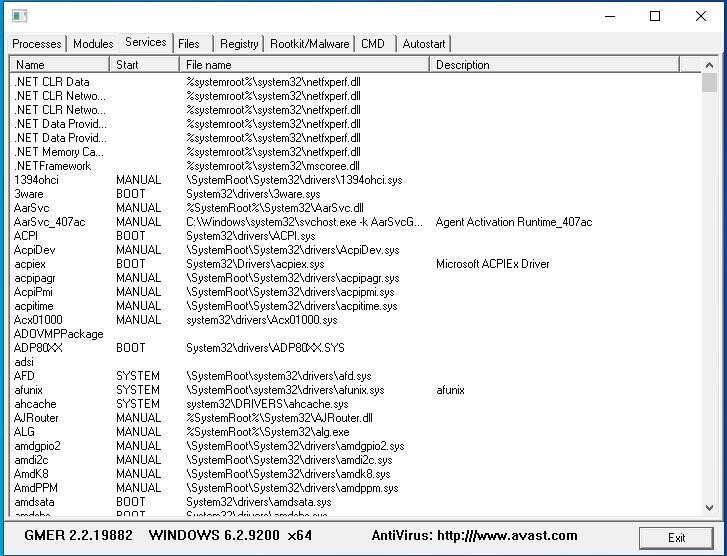 Processes Modules Services Files Registry Rootkit/Malware CMD Autostart
Name Start File name Description
.NET CLR Data %systemroot%\system32\netfxperf.dll
.NET CLR Netwo... %systemroot%\system32\netfxperf.dll
.NET CLR Netwo... %systemroot%\system32\netfxperf.dll
.NET Data Provid... %systemroot%\system32\netfxperf.dll
.NET Data Provid... %systemroot%\system32\netfxperf.dll
.NET Memory Ca... %systemroot%\system32\netfxperf.dll
.NETFramework %systemroot%\system32\mscoree.dll
1394ohci MANUAL \SystemRoot\System32\drivers\1394ohci.sys
3ware BOOT System32\drivers\3ware.sys
AarSvc MANUAL %SystemRoot%\System32\AarSvc.dll
AarSvc_407ac MANUAL C:\Windows\system32\svchost.exe -k AarSvcG... Agent Activation Runtime_407ac
ACPI BOOT System32\drivers\ACPI.sys
AcpiDev MANUAL \SystemRoot\System32\drivers\AcpiDev.sys
acpiex BOOT System32\Drivers\acpiex.sys Microsoft ACPIEx Driver
acpipagr MANUAL \SystemRoot\System32\drivers\acpipagr.sys
AcpiPmi MANUAL \SystemRoot\System32\drivers\acpipmi.sys
acpitime MANUAL \SystemRoot\System32\drivers\acpitime.sys
Acx01000 MANUAL system32\drivers\Acx01000.sys
ADOVMPPackage
ADP80XX BOOT System32\drivers\ADP80XX.SYS
adsi
AFD SYSTEM \SystemRoot\system32\drivers\afd.sys
afunix SYSTEM \SystemRoot\system32\drivers\afunix.sys afunix
ahcache SYSTEM system32\DRIVERS\ahcache.sys
AJRouter MANUAL %SystemRoot%\System32\AJRouter.dll
ALG MANUAL %SystemRoot%\System32\alg.exe
amdgpio2 MANUAL \SystemRoot\System32\drivers\amdgpio2.sys
amdi2c MANUAL \SystemRoot\System32\drivers\amdi2c.sys
AmdK8 MANUAL \SystemRoot\System32\drivers\amdk8.sys
AmdPPM MANUAL \SystemRoot\System32\drivers\amdppm.sys
amdsata BOOT System32\drivers\amdsata.sys
GMER 2.2.19882 WINDOWS 6.2.9200 x64 AntiVirus: http:///www.avast.com Exit